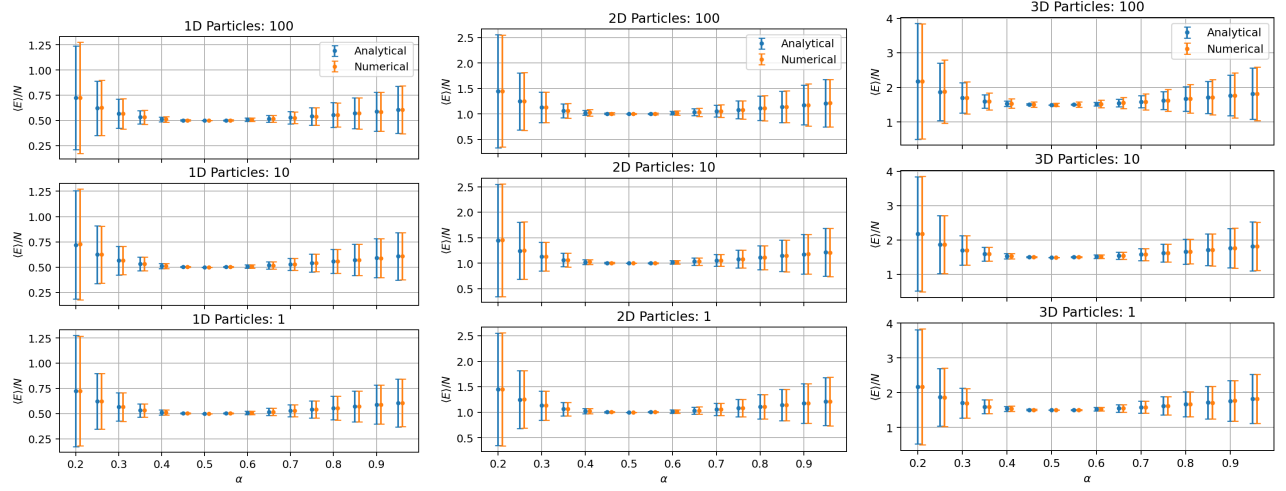 1D Particles: 100
⟨E⟩/N
1.25
1.00
0.75
0.50
0.25
Analytical
Numerical
1D Particles: 10
⟨E⟩/N
1.25
1.00
0.75
0.50
0.25
1D Particles: 1
⟨E⟩/N
1.25
1.00
0.75
0.50
0.25
0.2 0.3 0.4 0.5 0.6 0.7 0.8 0.9
α
2D Particles: 100
⟨E⟩/N
2.5
2.0
1.5
1.0
0.5
Analytical
Numerical
2D Particles: 10
⟨E⟩/N
2.5
2.0
1.5
1.0
0.5
2D Particles: 1
⟨E⟩/N
2.5
2.0
1.5
1.0
0.5
0.2 0.3 0.4 0.5 0.6 0.7 0.8 0.9
α
3D Particles: 100
⟨E⟩/N
4
3
2
1
Analytical
Numerical
3D Particles: 10
⟨E⟩/N
4
3
2
1
3D Particles: 1
⟨E⟩/N
4
3
2
1
0.2 0.3 0.4 0.5 0.6 0.7 0.8 0.9
α